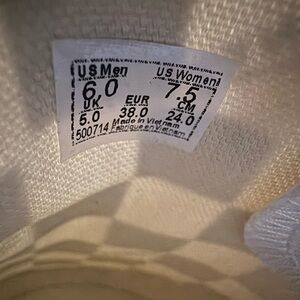 US Men US Women
6.0 7.5
UK EUR CM
5.0 38.0 24.0
500714 Made in Vietnam
Fabrique en Vietnam